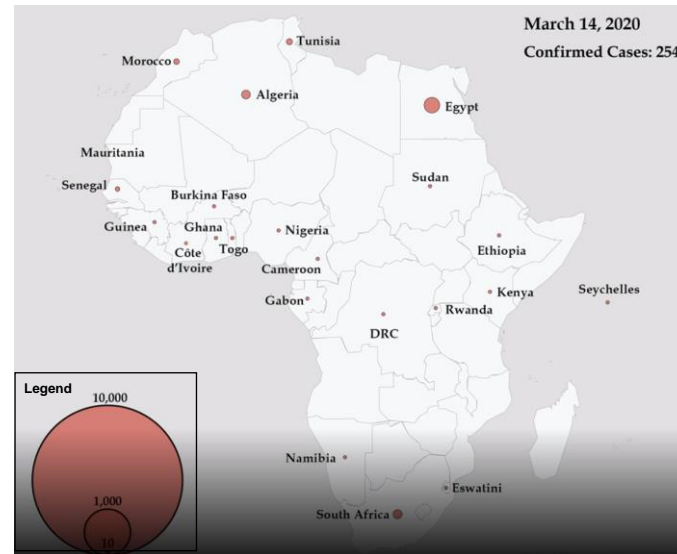 March 14, 2020
Confirmed Cases: 254
Tunisia
Morocco
Algeria
Egypt
Mauritania
Senegal
Sudan
Burkina Faso
Guinea
Ghana
Nigeria
Togo
Côte
d'Ivoire
Ethiopia
Cameroon
Gabon
Kenya
Seychelles
Rwanda
DRC
Legend
10,000
1,000
10
Namibia
Eswatini
South Africa